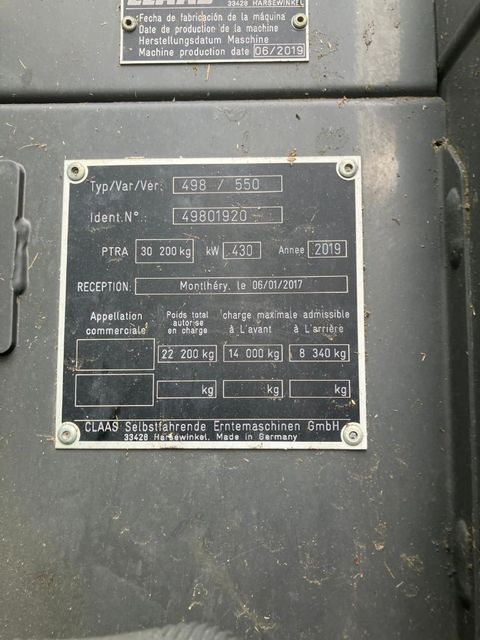 CLAAS 33428 HARSEWINKEL
Fecha de fabricación de la máquina
Date de production de la machine
Herstellungsdatum Maschine
Machine production date 06/2019
Typ/Var/Ver.: 498 / 550
Ident.N°.: 49801920
PTRA 30 200 kg kW 430 Annee 2019
RECEPTION: Montlhéry, le 06/01/2017
Appellation commerciale: Poids total autorise en charge charge maximale admissible à L'avant à L'arrière
22 200 kg 14 000 kg 8 340 kg
kg kg kg
CLAAS Selbstfahrende Erntemaschinen GmbH
33428 Harsewinkel, Made in Germany